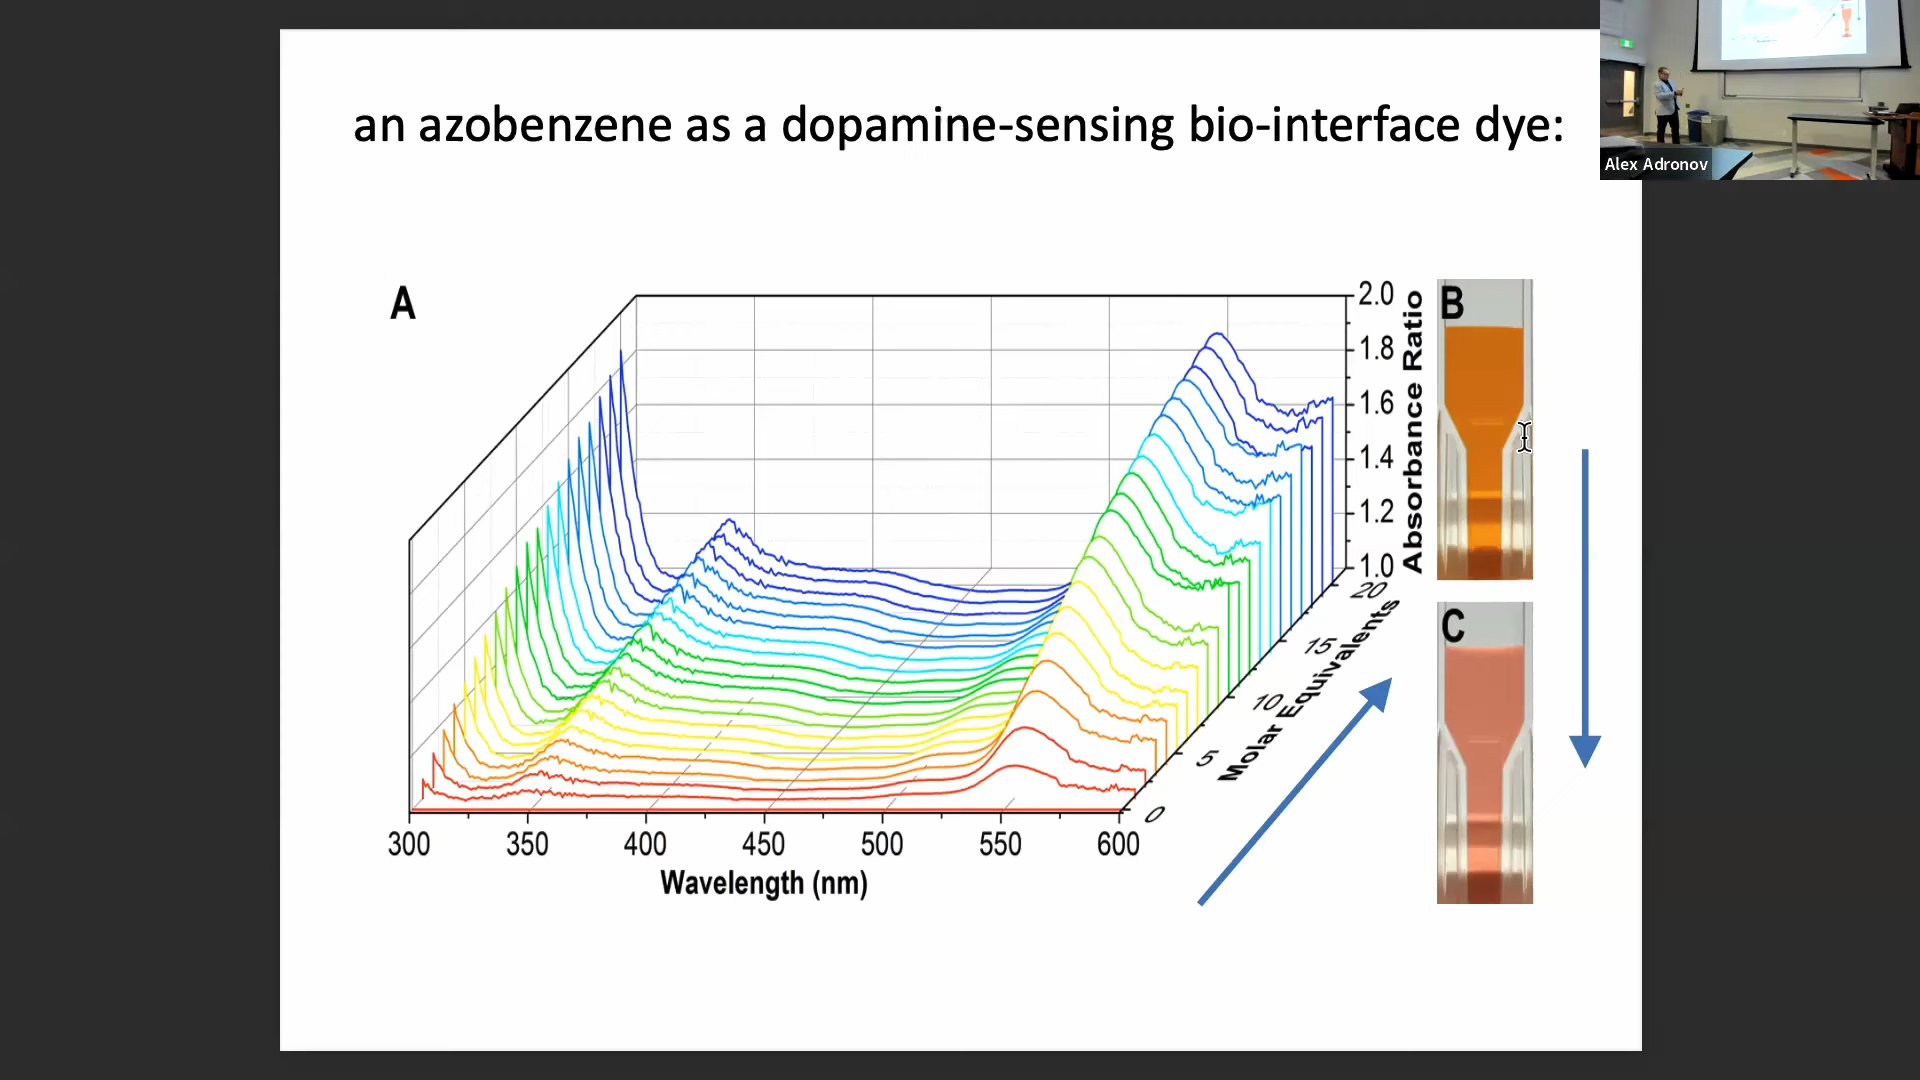 an azobenzene as a dopamine-sensing bio-interface dye:
Alex Adronov
A
B
C
2.0
1.8
1.6
1.4
1.2
1.0
Absorbance Ratio
20
15
10
5
0
Molar Equivalents
300 350 400 450 500 550 600
Wavelength (nm)